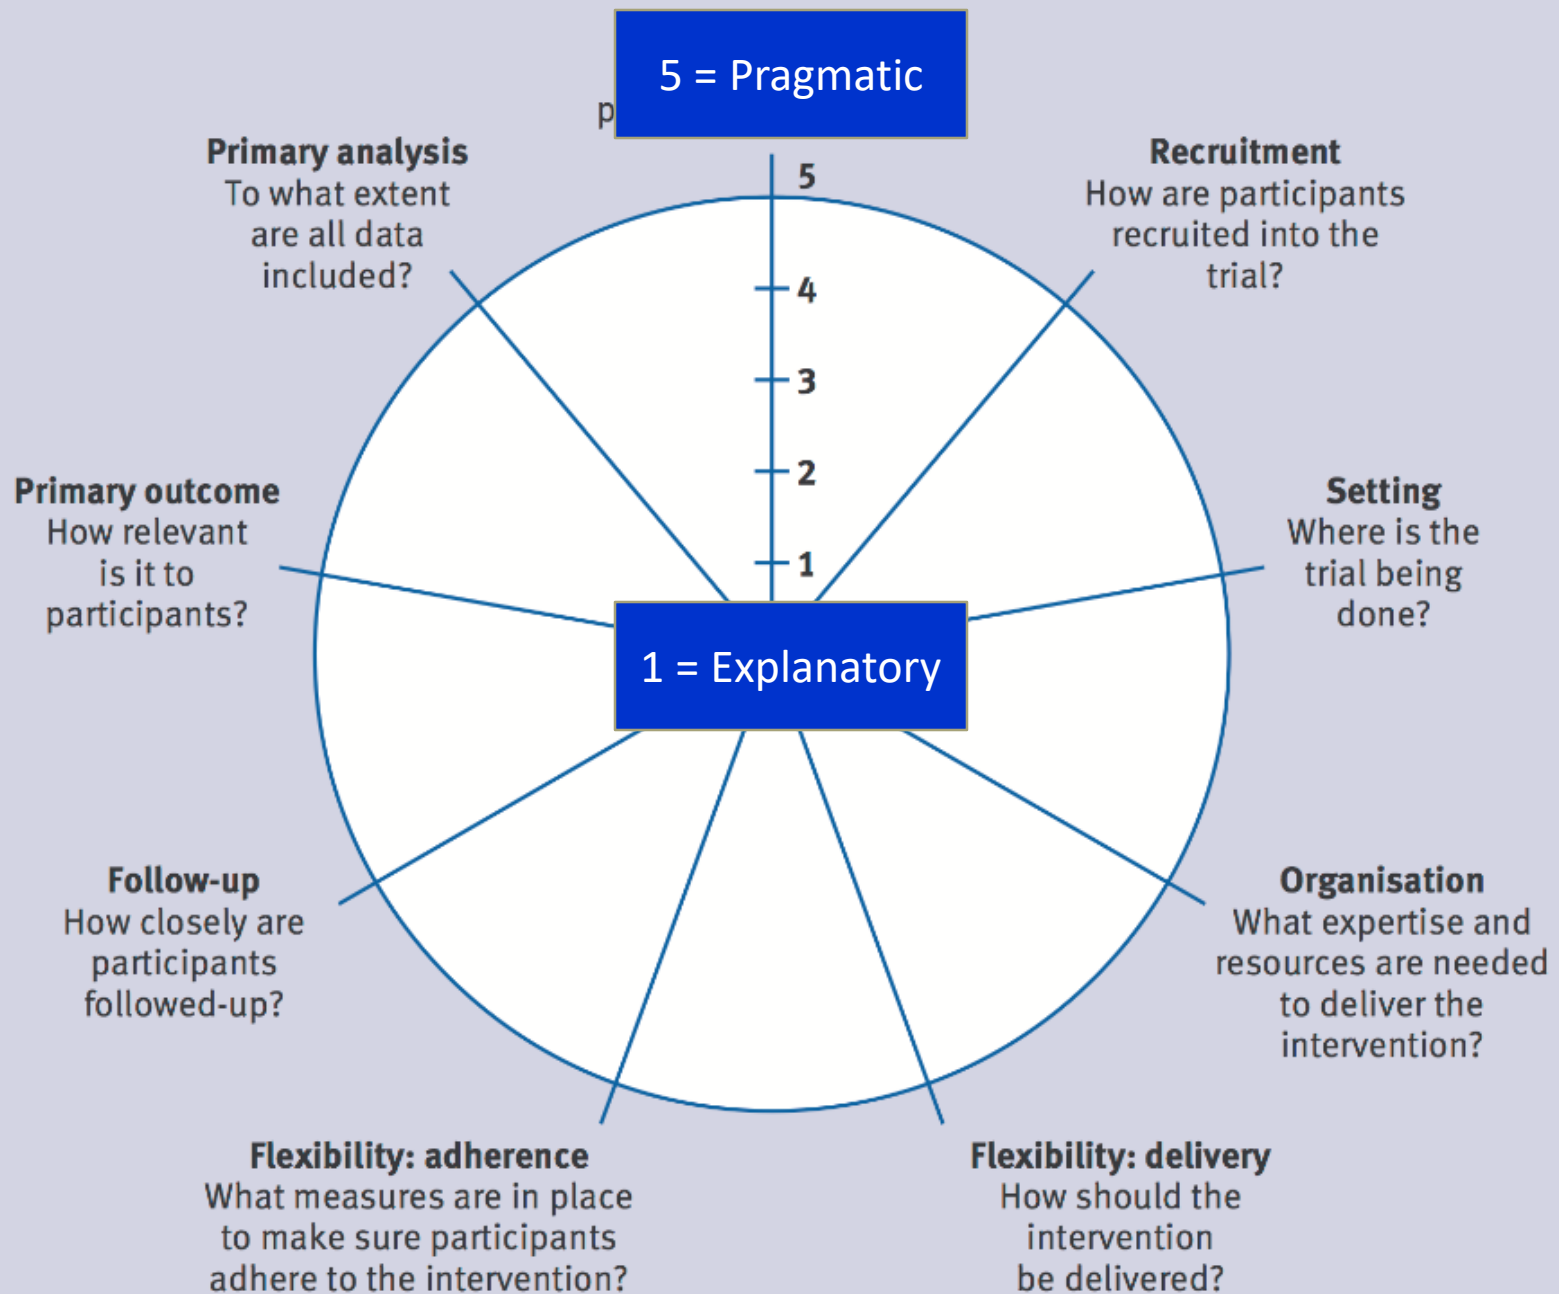 5 = Pragmatic
p
Primary analysis
To what extent
are all data
included?
Recruitment
How are participants
recruited into the
trial?
5
4
3
2
1
Primary outcome
How relevant
is it to
participants?
Setting
Where is the
trial being
done?
1 = Explanatory
Follow-up
How closely are
participants
followed-up?
Organisation
What expertise and
resources are needed
to deliver the
intervention?
Flexibility: adherence
What measures are in place
to make sure participants
adhere to the intervention?
Flexibility: delivery
How should the
intervention
be delivered?